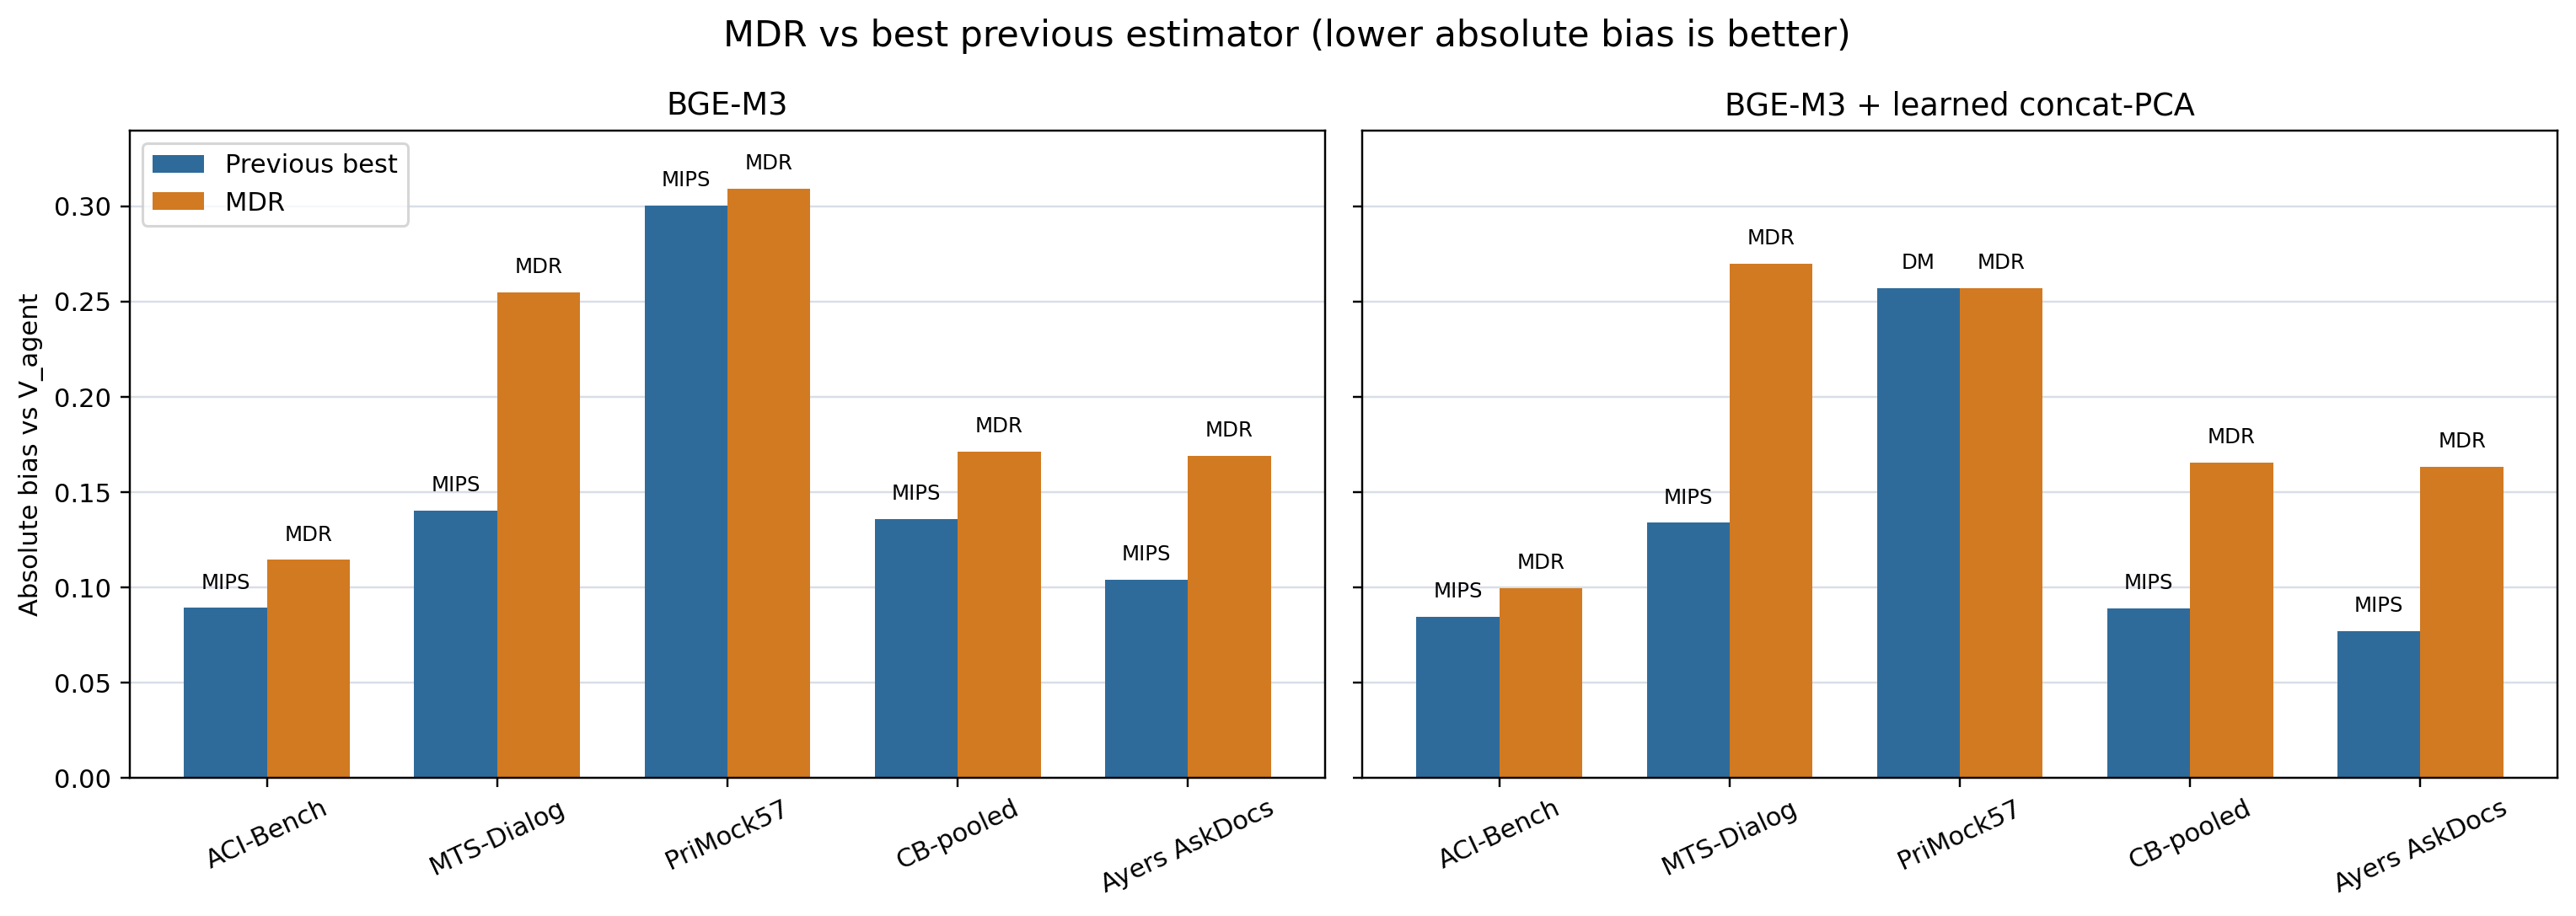 MDR vs best previous estimator (lower absolute bias is better)
BGE-M3
Previous best
MDR
Absolute bias vs V_agent
0.30
0.25
0.20
0.15
0.10
0.05
0.00
MIPS
MDR
MIPS
MDR
MIPS
MDR
MIPS
MDR
MIPS
MDR
ACI-Bench
MTS-Dialog
PriMock57
CB-pooled
Ayers AskDocs
BGE-M3 + learned concat-PCA
MIPS
MDR
MIPS
MDR
DM
MDR
MIPS
MDR
MIPS
MDR
ACI-Bench
MTS-Dialog
PriMock57
CB-pooled
Ayers AskDocs